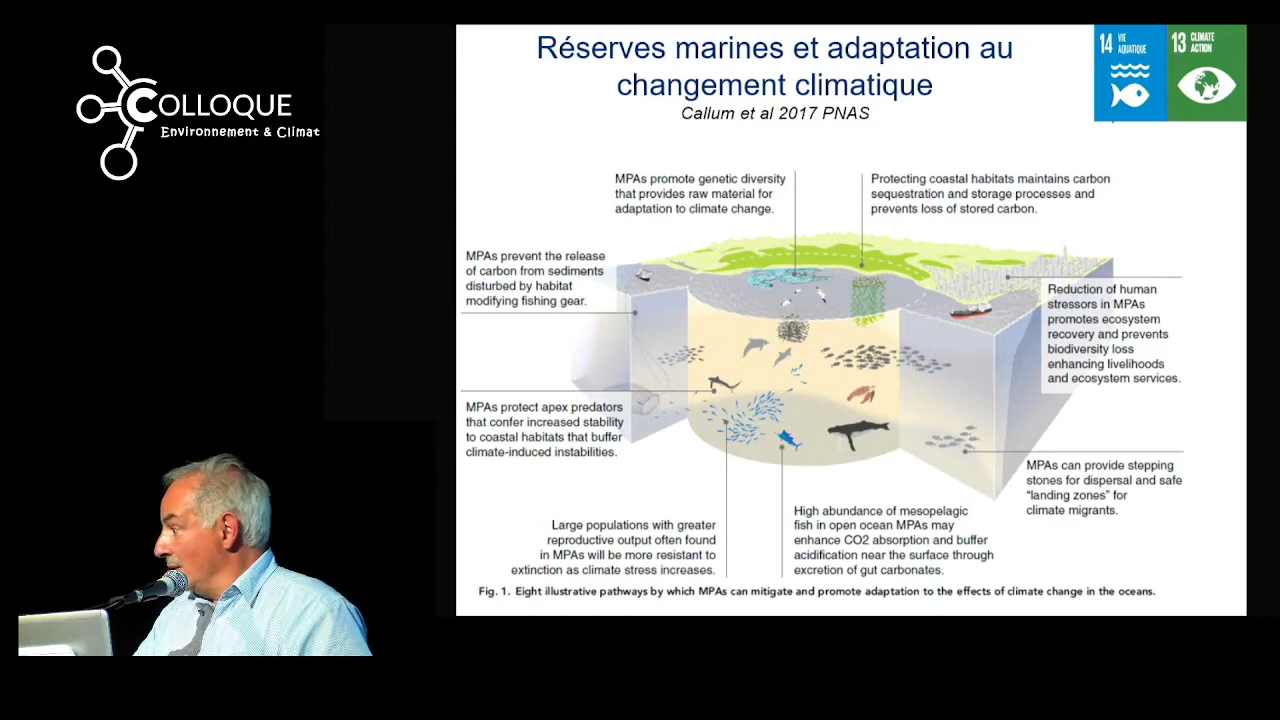 COLLOQUE
Environnement & Climat
Réserves marines et adaptation au
changement climatique
Callum et al 2017 PNAS
14 VIE
AQUATIQUE
13 CLIMATE
ACTION
MPAs promote genetic diversity
that provides raw material for
adaptation to climate change.
Protecting coastal habitats maintains carbon
sequestration and storage processes and
prevents loss of stored carbon.
MPAs prevent the release
of carbon from sediments
disturbed by habitat
modifying fishing gear.
Reduction of human
stressors in MPAs
promotes ecosystem
recovery and prevents
biodiversity loss
enhancing livelihoods
and ecosystem services.
MPAs protect apex predators
that confer increased stability
to coastal habitats that buffer
climate-induced instabilities.
MPAs can provide stepping
stones for dispersal and safe
“landing zones” for
climate migrants.
Large populations with greater
reproductive output often found
in MPAs will be more resistant to
extinction as climate stress increases.
High abundance of mesopelagic
fish in open ocean MPAs may
enhance CO2 absorption and buffer
acidification near the surface through
excretion of gut carbonates.
Fig. 1. Eight illustrative pathways by which MPAs can mitigate and promote adaptation to the effects of climate change in the oceans.